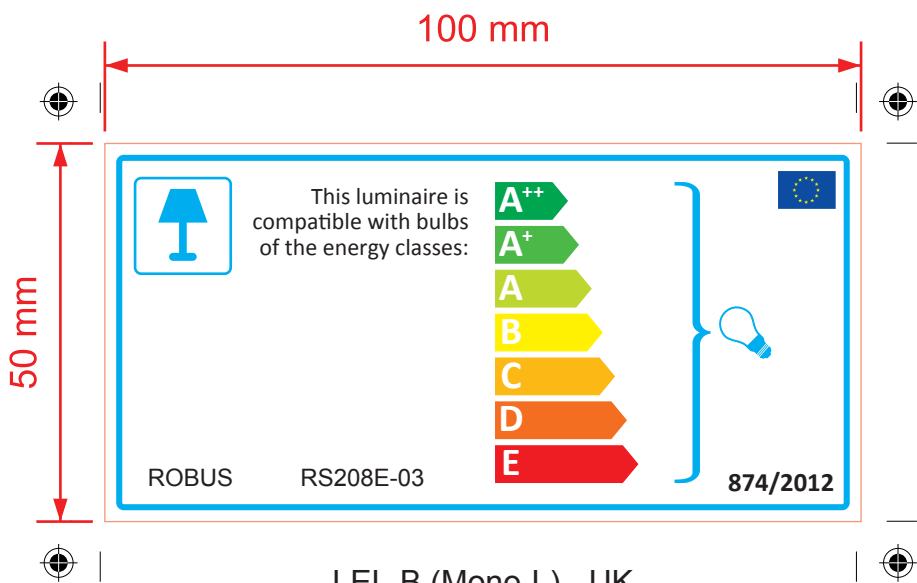 100 mm
50 mm
This luminaire is
compatible with bulbs
of the energy classes:
A++
A+
A
B
C
D
E
ROBUS RS208E-03
874/2012